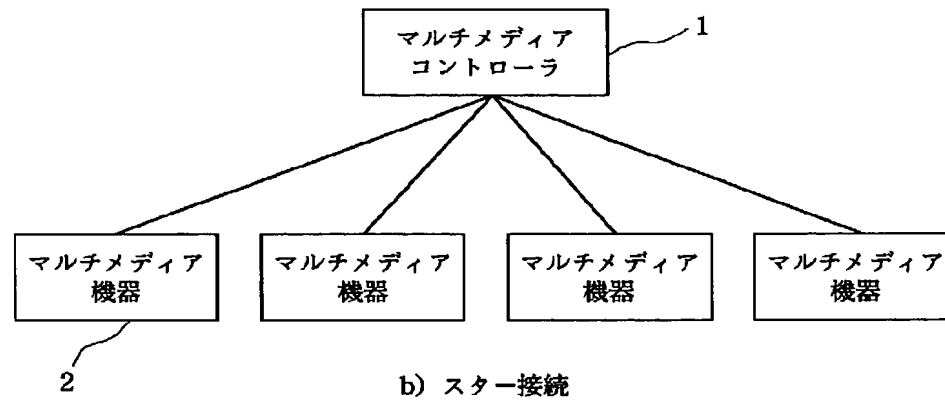 マルチメディア
コントローラ
1
マルチメディア
機器
マルチメディア
機器
マルチメディア
機器
マルチメディア
機器
2
b) スター接続